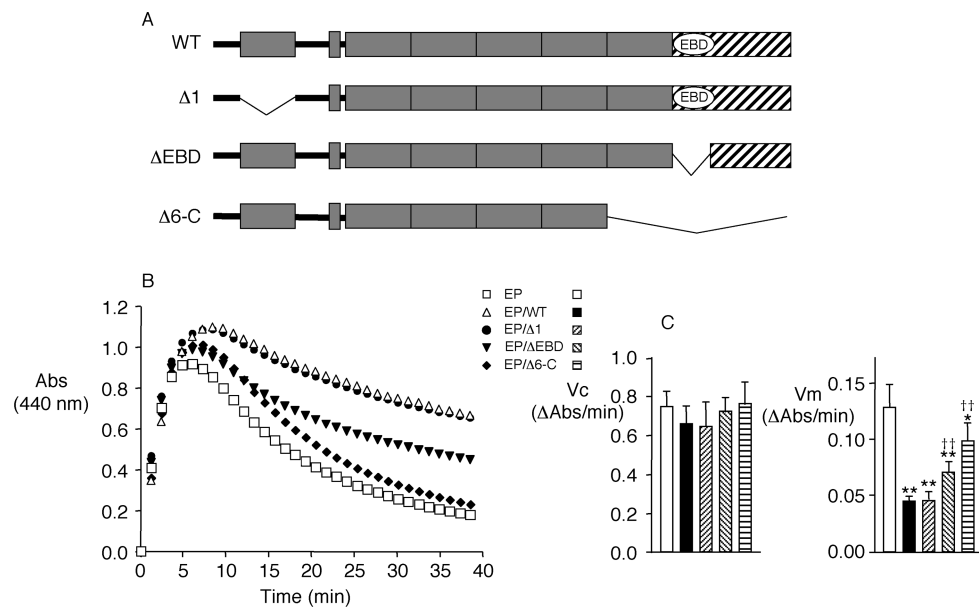 A
WT
EBD
Δ1
EBD
ΔEBD
Δ6-C
B
EP
EP/WT
EP/Δ1
EP/ΔEBD
EP/Δ6-C
1.2
1.0
0.8
0.6
0.4
0.2
0.0
Abs
(440 nm)
0 5 10 15 20 25 30 35 40
Time (min)
C
Vc
(ΔAbs/min)
1.0
0.8
0.6
0.4
0.2
0.0
Vm
(ΔAbs/min)
0.15
0.10
0.05
0.00
** **
††
**
††
*